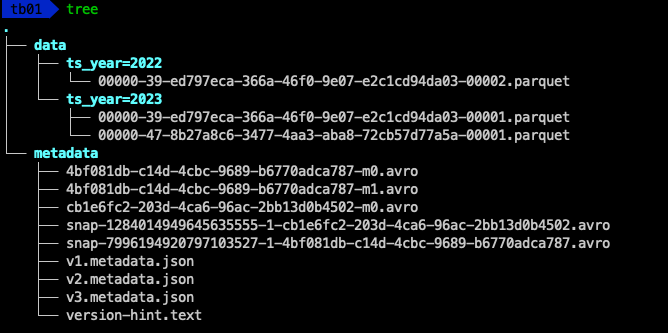 tb01 tree
.
├── data
│   ├── ts_year=2022
│   │   └── 00000-39-ed797eca-366a-46f0-9e07-e2c1cd94da03-00002.parquet
│   └── ts_year=2023
│       ├── 00000-39-ed797eca-366a-46f0-9e07-e2c1cd94da03-00001.parquet
│       └── 00000-47-8b27a8c6-3477-4aa3-aba8-72cb57d77a5a-00001.parquet
└── metadata
    ├── 4bf081db-c14d-4cbc-9689-b6770adca787-m0.avro
    ├── 4bf081db-c14d-4cbc-9689-b6770adca787-m1.avro
    ├── cb1e6fc2-203d-4ca6-96ac-2bb13d0b4502-m0.avro
    ├── snap-1284014949645635555-1-cb1e6fc2-203d-4ca6-96ac-2bb13d0b4502.avro
    ├── snap-7996194920797103527-1-4bf081db-c14d-4cbc-9689-b6770adca787.avro
    ├── v1.metadata.json
    ├── v2.metadata.json
    ├── v3.metadata.json
    └── version-hint.text